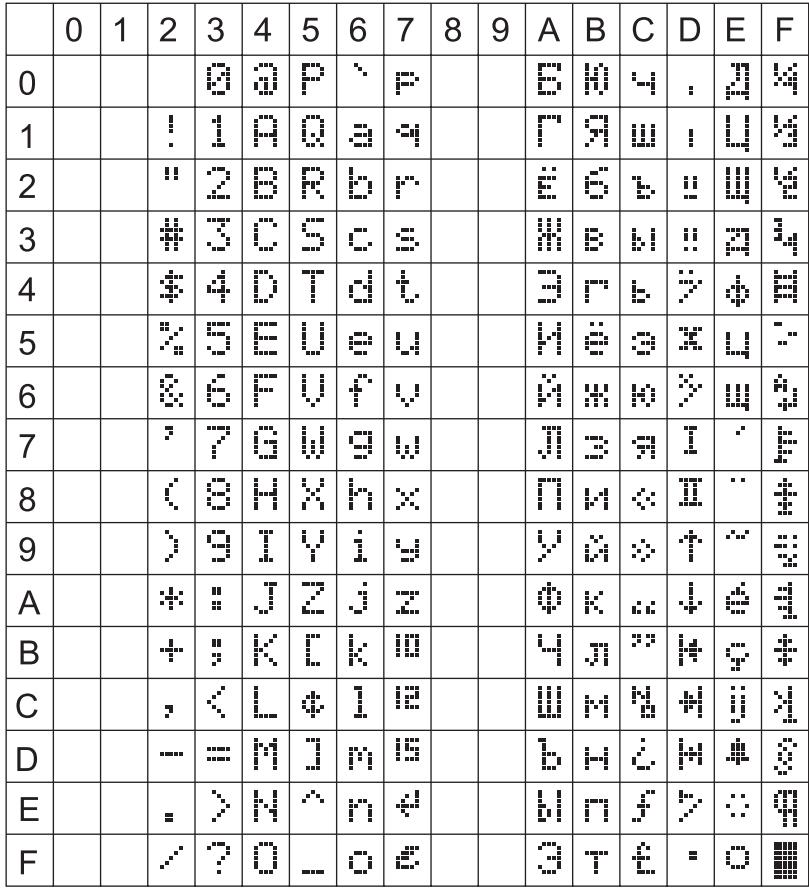 0 1 2 3 4 5 6 7 8 9 A B C D E F
0 0 @ P ` p Б Ю ч . Д ¼
1 ! 1 A Q a q Г Я ш Ц
2 " 2 B R b r Ё б ъ Щ ½
3 # 3 C S c s Ж в ы ‼ д ¾
4 $ 4 D T d t З г ь ф
5 % 5 E U e u И ё э ц
6 & 6 F V f v Й ж ю щ
7 ' 7 G W g w Л з я I ´
8 ( 8 H X h x П и « II ¨
9 ) 9 I Y i y У й » ↑ ~
A * : J Z j z Ф к “ ↓ é
B + ; K [ k 10 Ч л ” ç
C , < L ¢ l 12 Ш м № ij
D - = M ] m 15 Ъ н ¿ §
E . > N ^ n ↵ Ы п ƒ ¶
F / ? O _ o Э т £